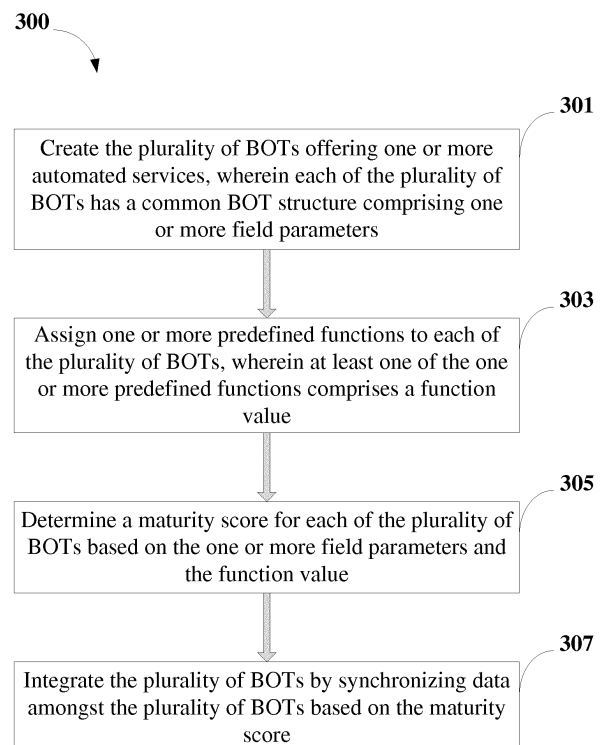 300
301
Create the plurality of BOTs offering one or more
automated services, wherein each of the plurality of
BOTs has a common BOT structure comprising one
or more field parameters
303
Assign one or more predefined functions to each of
the plurality of BOTs, wherein at least one of the one
or more predefined functions comprises a function
value
305
Determine a maturity score for each of the plurality of
BOTs based on the one or more field parameters and
the function value
307
Integrate the plurality of BOTs by synchronizing data
amongst the plurality of BOTs based on the maturity
score